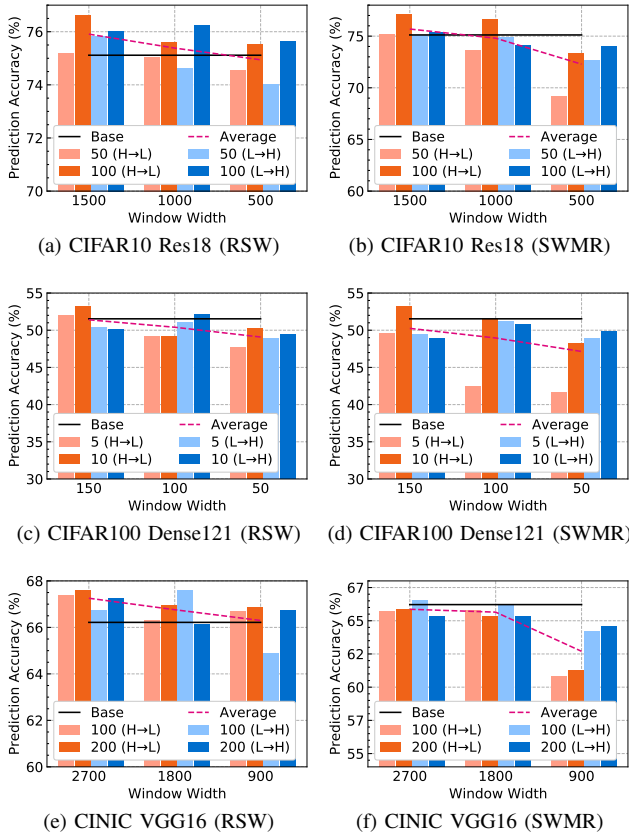 76
74
72
70
Prediction Accuracy (%)
Base
Average
50 (H→L)
50 (L→H)
100 (H→L)
100 (L→H)
1500
1000
500
Window Width
(a) CIFAR10 Res18 (RSW)
75
70
65
60
Prediction Accuracy (%)
Base
Average
50 (H→L)
50 (L→H)
100 (H→L)
100 (L→H)
1500
1000
500
Window Width
(b) CIFAR10 Res18 (SWMR)
55
50
45
40
35
30
Prediction Accuracy (%)
Base
Average
5 (H→L)
5 (L→H)
10 (H→L)
10 (L→H)
150
100
50
Window Width
(c) CIFAR100 Dense121 (RSW)
55
50
45
40
35
30
Prediction Accuracy (%)
Base
Average
5 (H→L)
5 (L→H)
10 (H→L)
10 (L→H)
150
100
50
Window Width
(d) CIFAR100 Dense121 (SWMR)
68
66
64
62
60
Prediction Accuracy (%)
Base
Average
100 (H→L)
100 (L→H)
200 (H→L)
200 (L→H)
2700
1800
900
Window Width
(e) CINIC VGG16 (RSW)
67
65
63
60
57
55
Prediction Accuracy (%)
Base
Average
100 (H→L)
100 (L→H)
200 (H→L)
200 (L→H)
2700
1800
900
Window Width
(f) CINIC VGG16 (SWMR)